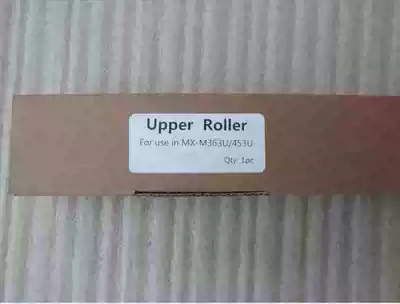 Upper Roller
For use in MX-M363U/453U
Qty :1pc